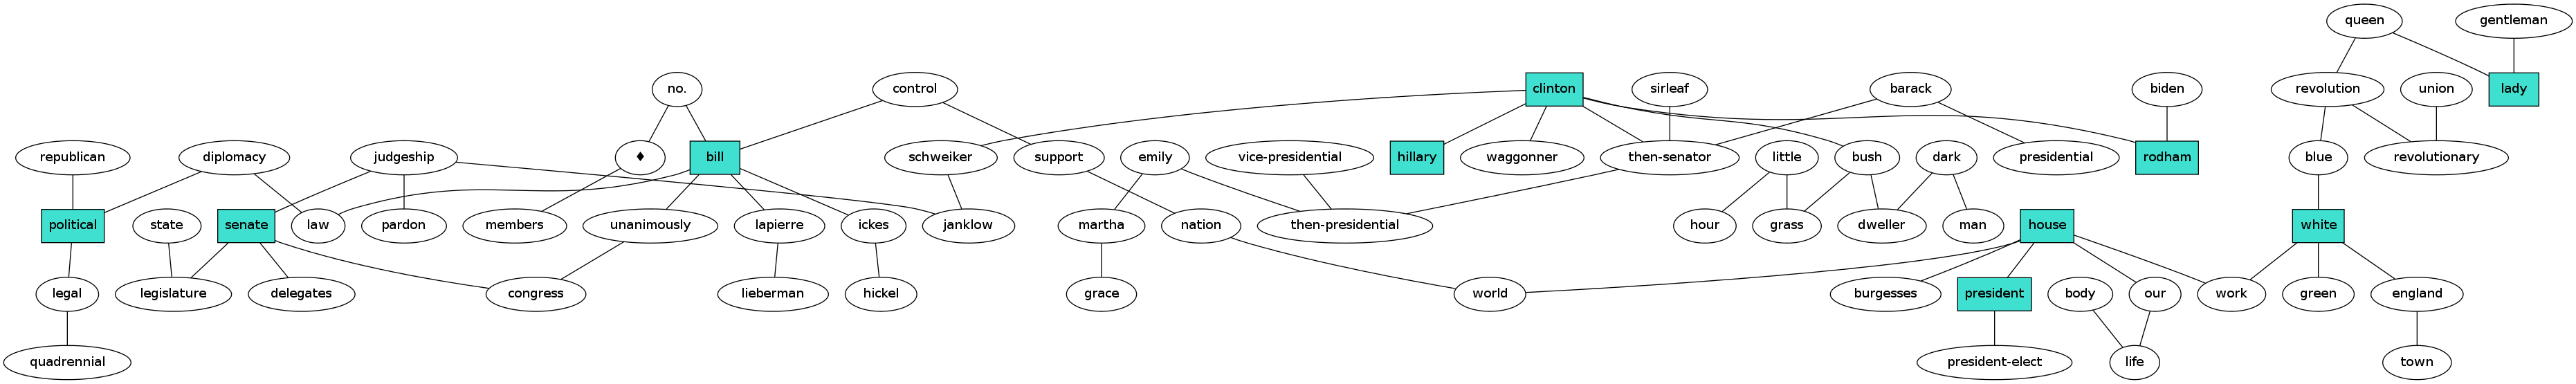 queen gentleman
no. control clinton sirleaf barack biden revolution union lady
republican diplomacy judgeship ♦ bill schweiker support emily vice-presidential hillary waggonner then-senator little bush dark presidential rodham blue revolutionary
political state senate law pardon members unanimously lapierre ickes janklow martha nation then-presidential hour grass dweller man house white
legal legislature delegates congress lieberman hickel grace world burgesses president body our work green england
quadrennial president-elect life town